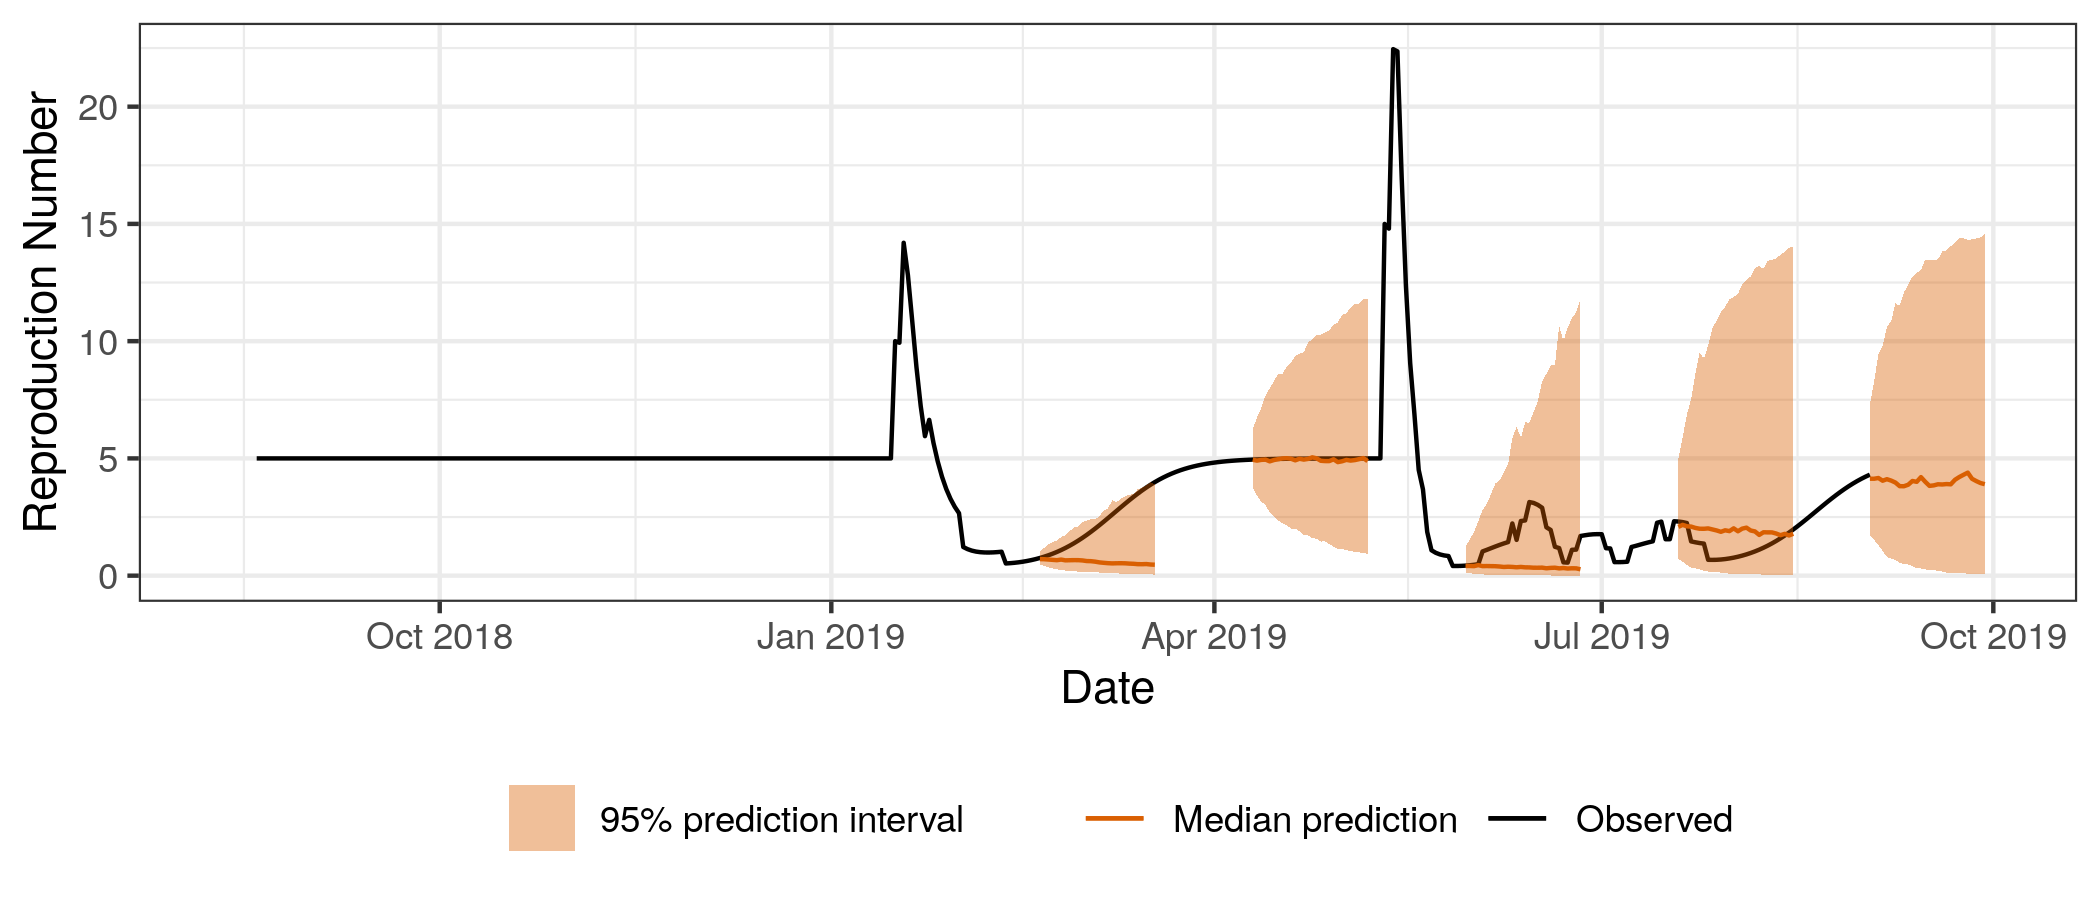 Reproduction Number
20
15
10
5
0
Oct 2018 Jan 2019 Apr 2019 Jul 2019 Oct 2019
Date
95% prediction interval Median prediction Observed